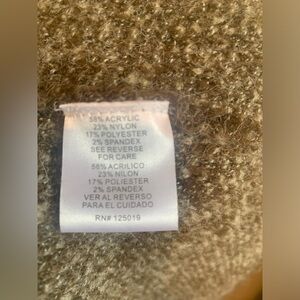 58% ACRYLIC
23% NYLON
17% POLYESTER
2% SPANDEX
SEE REVERSE
FOR CARE
58% ACRILICO
23% NILON
17% POLIESTER
2% SPANDEX
VER AL REVERSO
PARA EL CUIDADO
RN# 125019